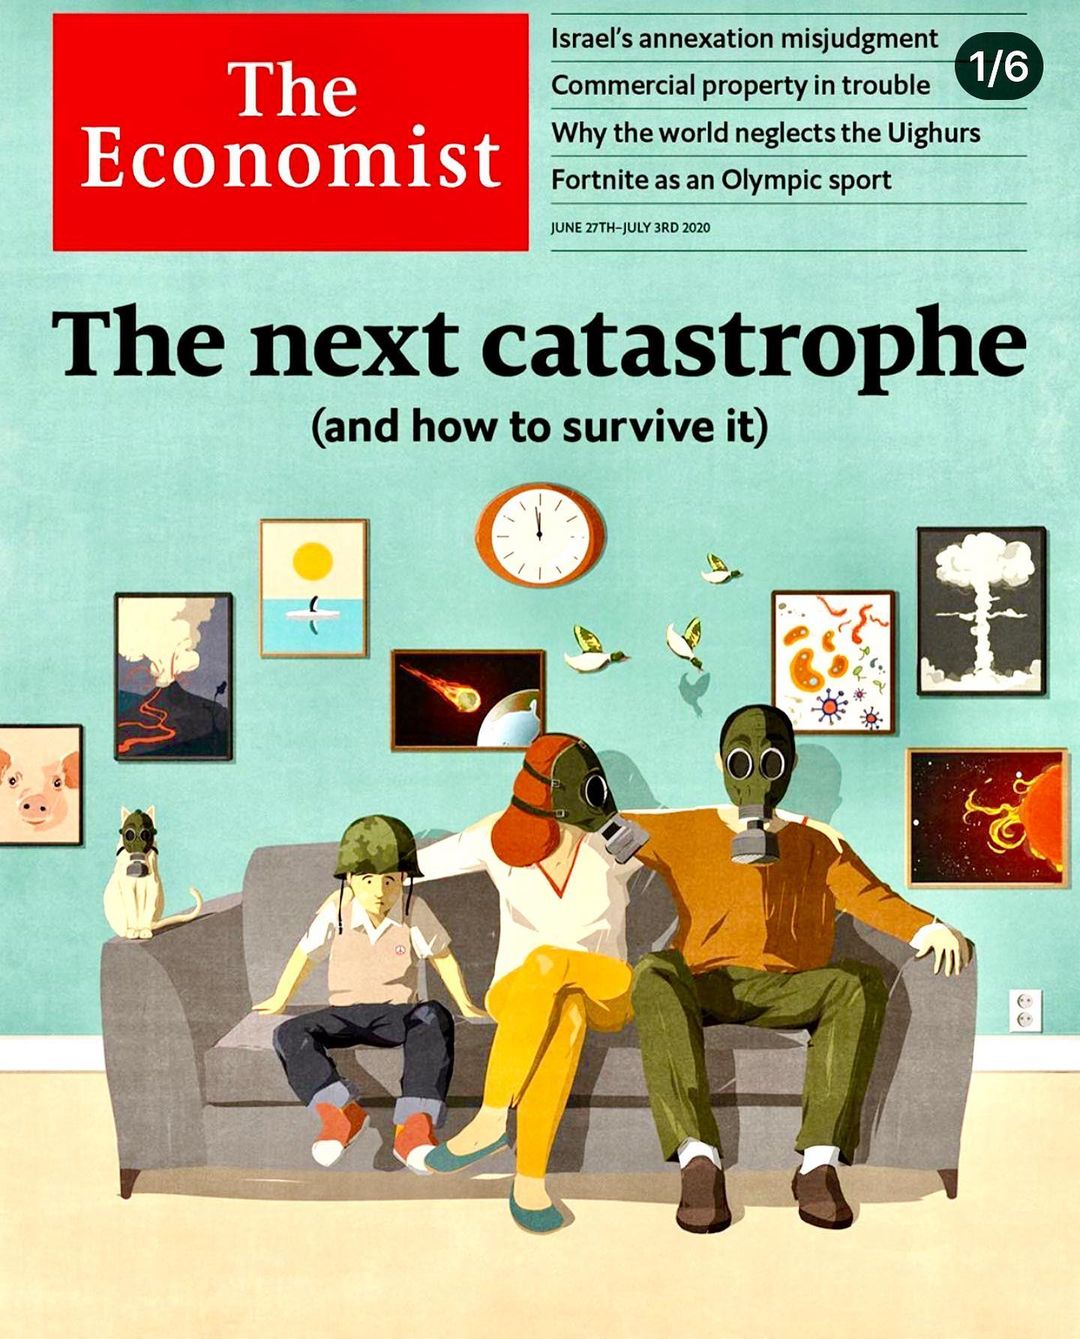 The
Economist
Israel’s annexation misjudgment
Commercial property in trouble
Why the world neglects the Uighurs
Fortnite as an Olympic sport
JUNE 27TH–JULY 3RD 2020
1/6
The next catastrophe
(and how to survive it)